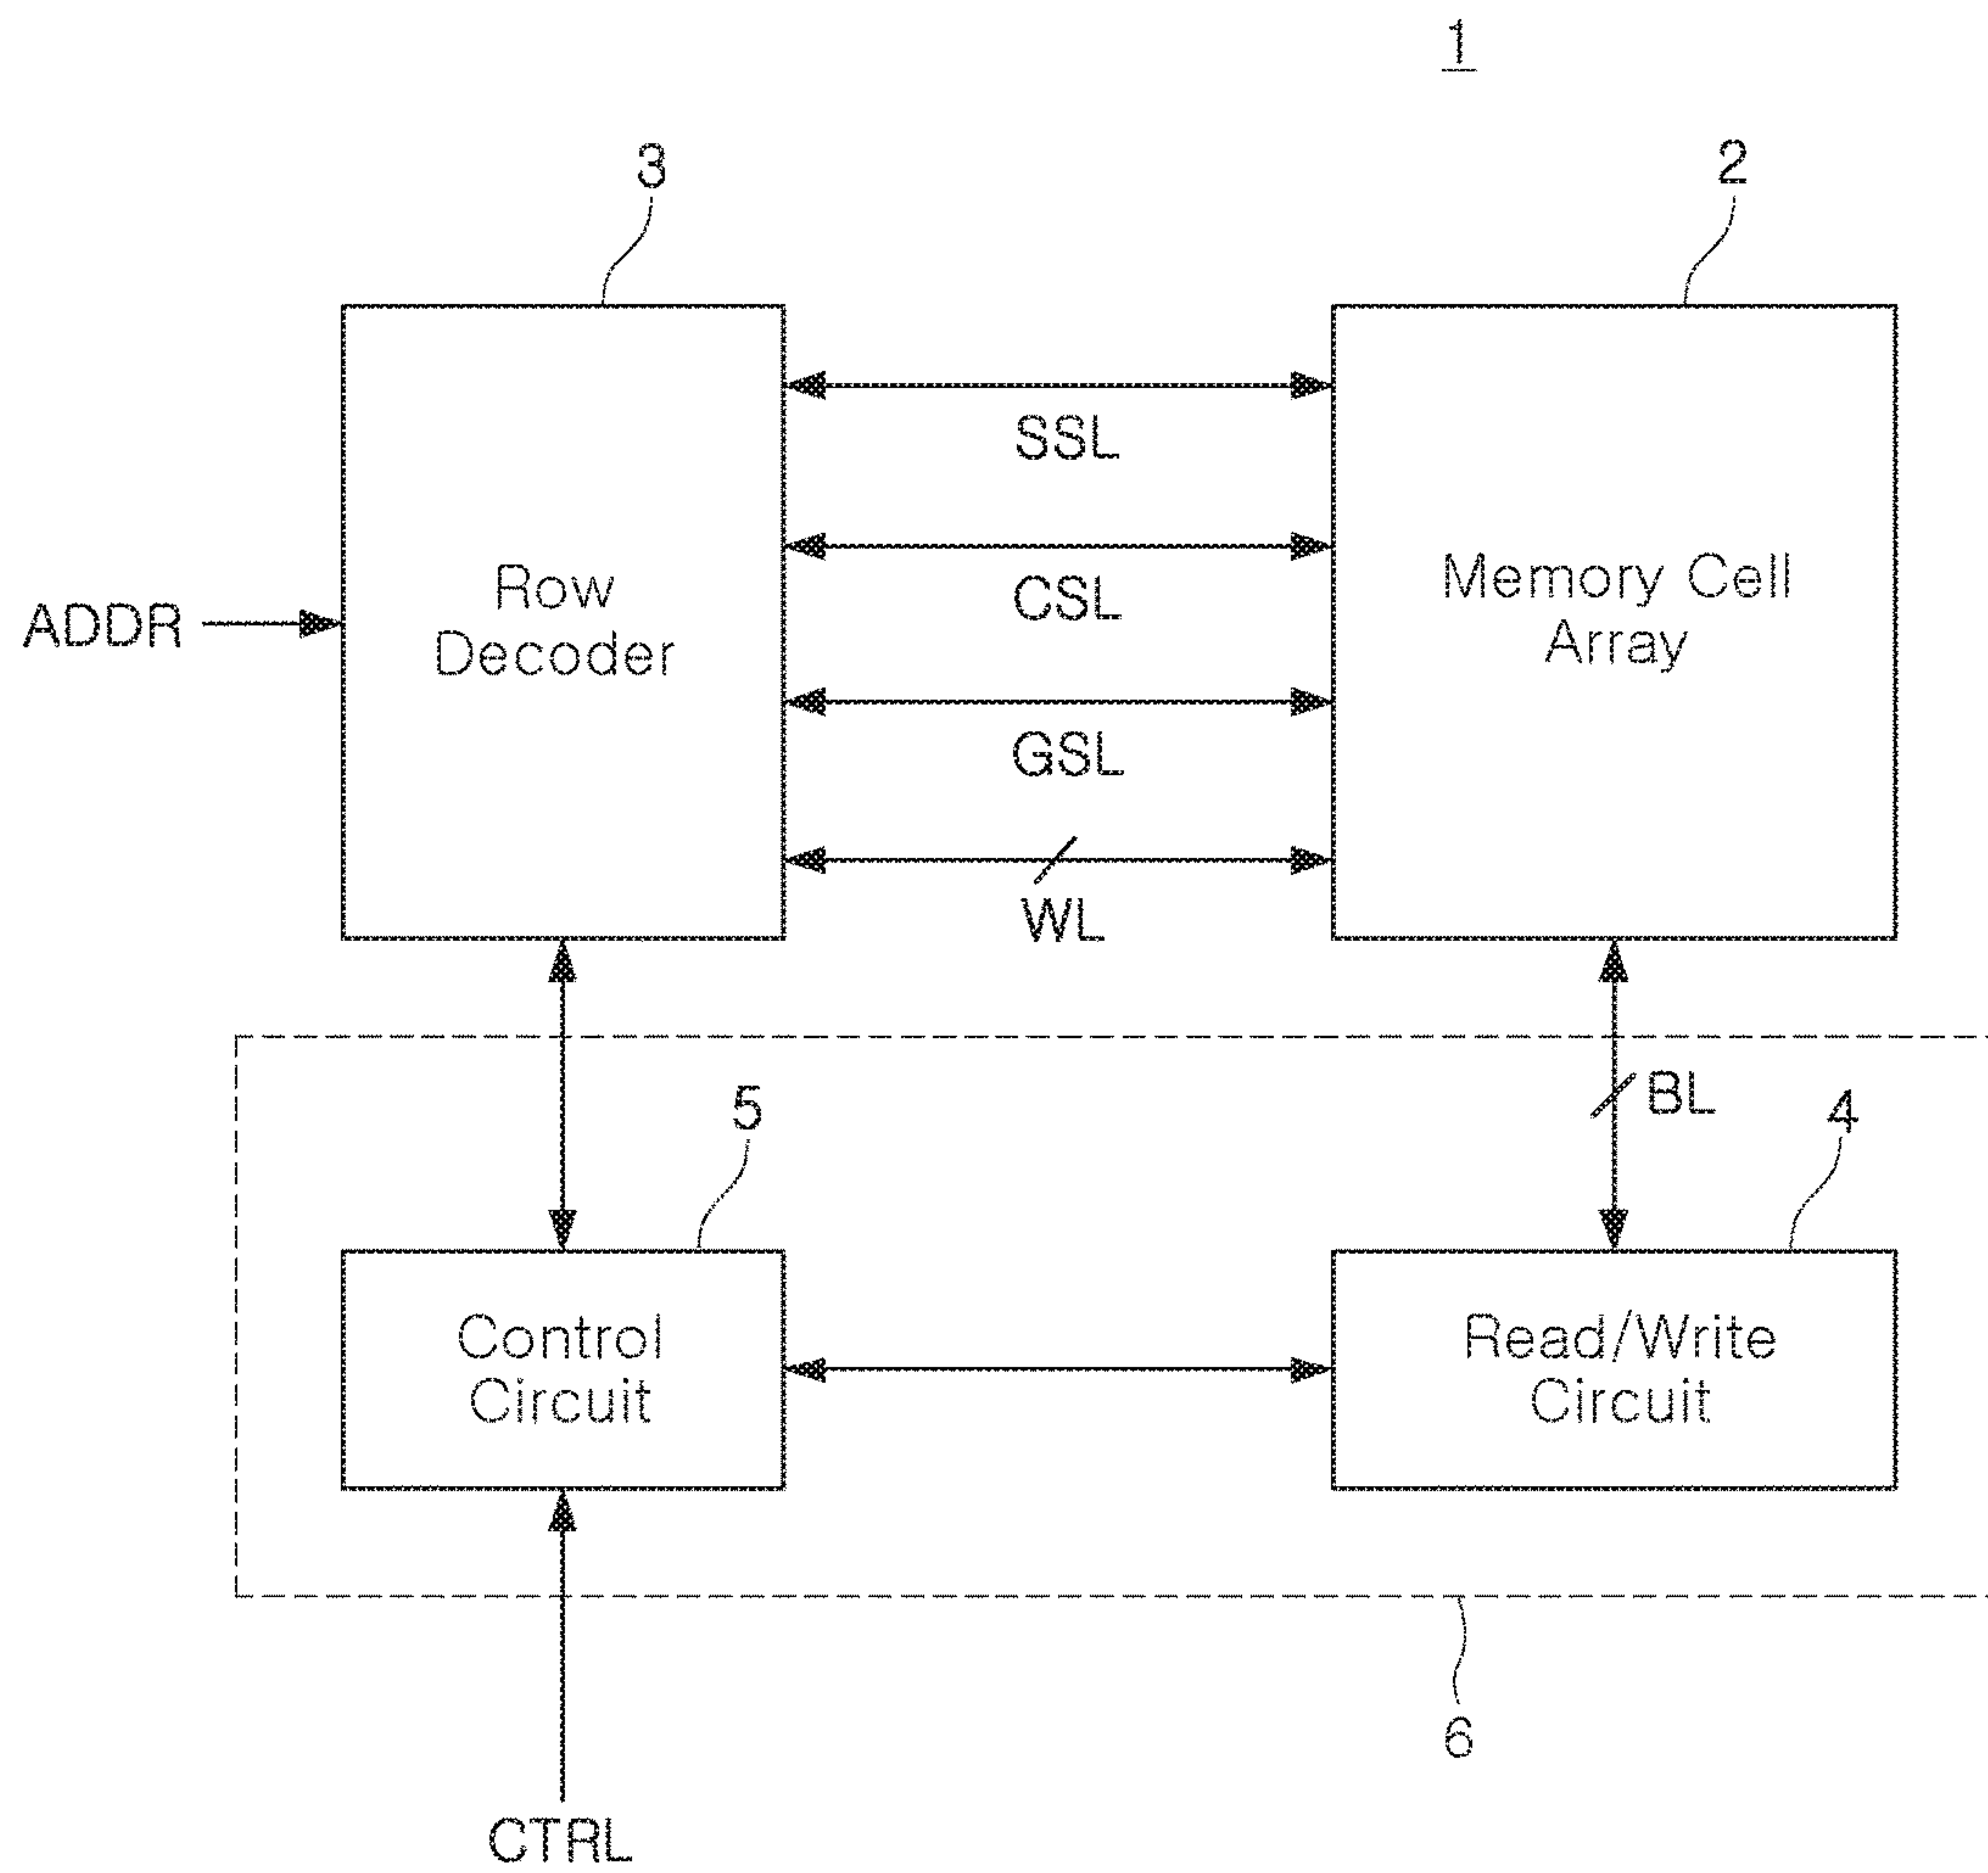 1
3
2
SSL
Row
Decoder
CSL
Memory Cell
Array
ADDR
GSL
WL
5
BL
4
Control
Circuit
Read/Write
Circuit
6
CTRL